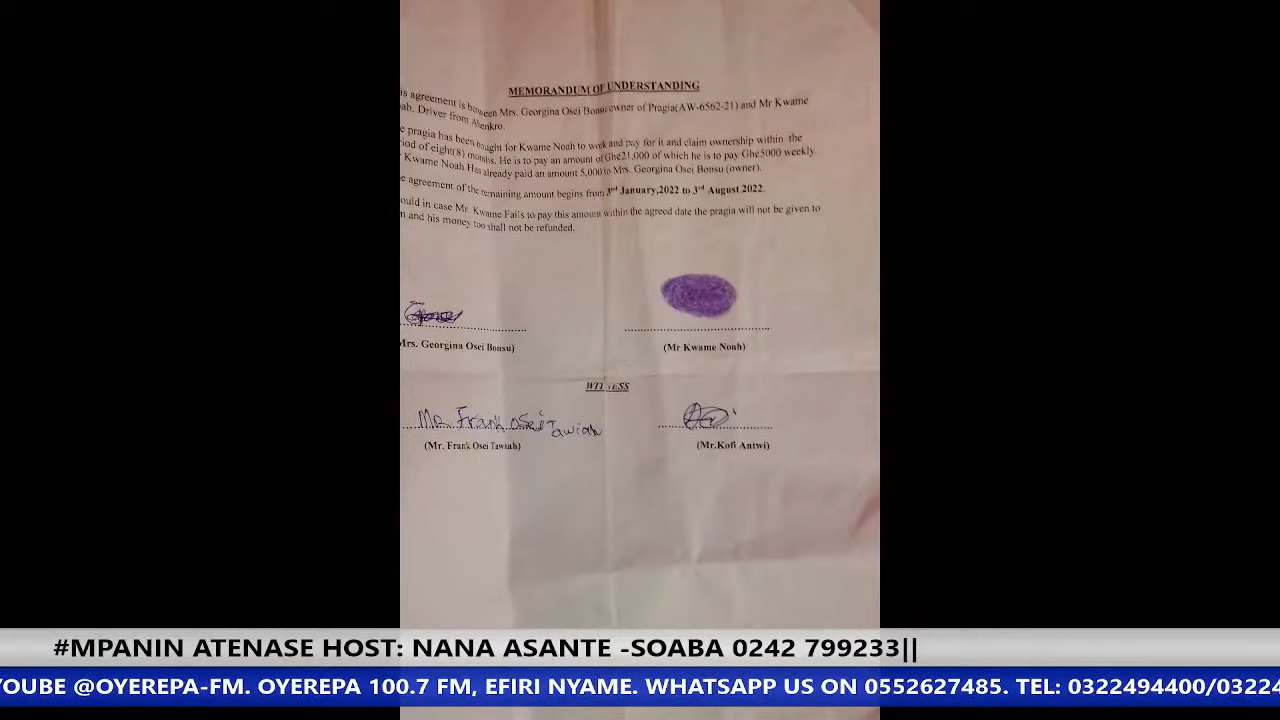 MEMORANDUM OF UNDERSTANDING
is agreement is between Mrs. Georgina Osei Bonsu owner of Pragia(AW-6562-21) and Mr Kwame
ah. Driver from Ahenkro.
e pragia has been bought for Kwame Noah to work and pay for it and claim ownership within the
iod of eight(8) months. He is to pay an amount of Ghe21,000 of which he is to pay Ghe5000 weekly.
r Kwame Noah Has already paid an amount 5,000 to Mrs. Georgina Osei Bonsu (owner).
e agreement of the remaining amount begins from 3rd January,2022 to 3rd August 2022.
ould in case Mr. Kwame Fails to pay this amount within the agreed date the pragia will not be given to
n and his money too shall not be refunded.
(Mrs. Georgina Osei Bonsu) (Mr Kwame Noah)
WITNESS
Mr. Frank Osei Tawiah
(Mr. Frank Osei Tawiah) (Mr.Kofi Antwi)
#MPANIN ATENASE HOST: NANA ASANTE -SOABA 0242 799233||
YOUBE @OYEREPA-FM. OYEREPA 100.7 FM, EFIRI NYAME. WHATSAPP US ON 0552627485. TEL: 0322494400/03224